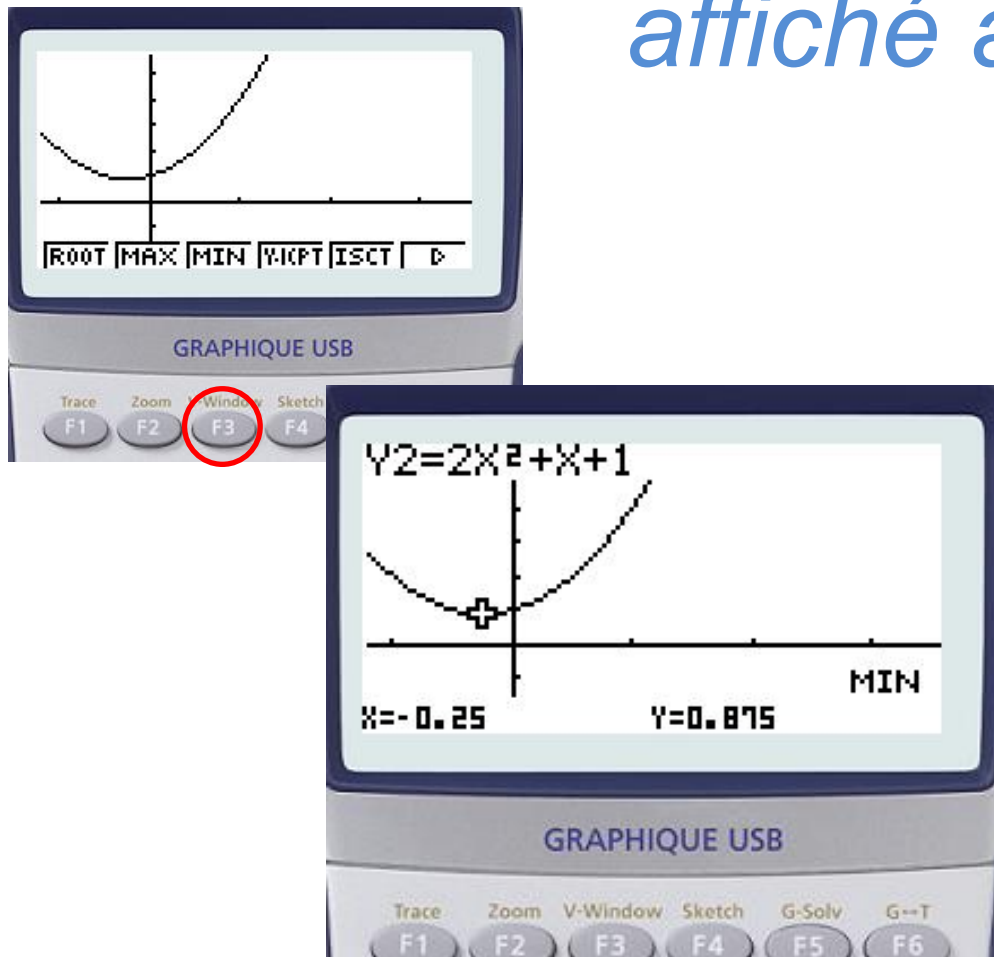 affiché a
ROOT MAX MIN Y-ICPT ISCT
GRAPHIQUE USB
Trace Zoom V-Window Sketch
F1 F2 F3 F4
Y2=2X²+X+1
MIN
X=-0.25 Y=0.875
GRAPHIQUE USB
Trace Zoom V-Window Sketch G-Solv G↔T
F1 F2 F3 F4 F5 F6